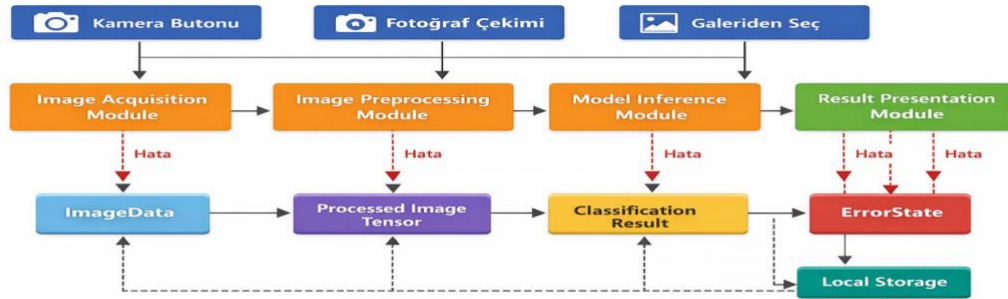 Kamera Butonu
Fotoğraf Çekimi
Galeriden Seç
Image Acquisition
Module
Image Preprocessing
Module
Model Inference
Module
Result Presentation
Module
Hata
Hata
Hata
Hata
Hata
ImageData
Processed Image
Tensor
Classification
Result
ErrorState
Local Storage